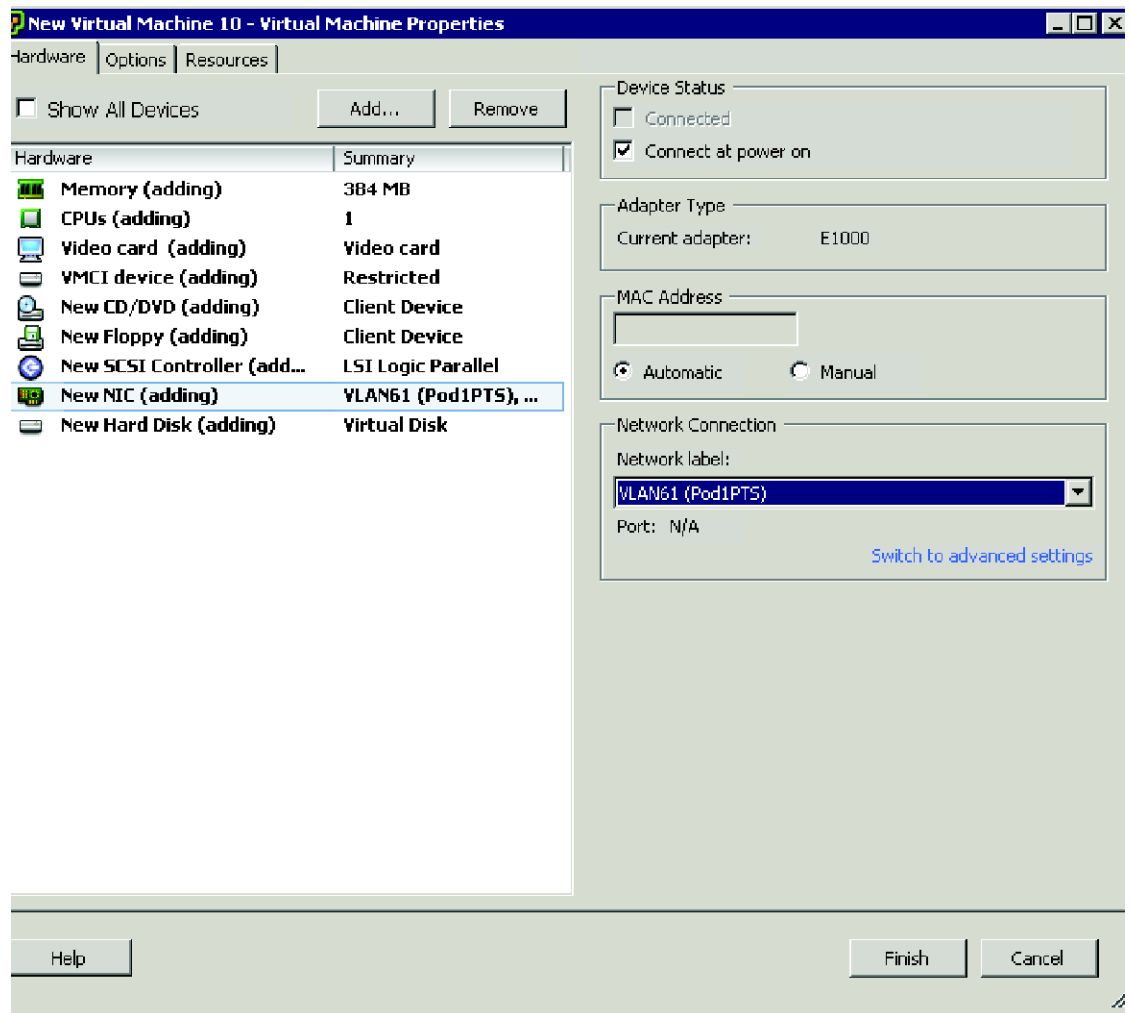 New Virtual Machine 10 - Virtual Machine Properties
Hardware Options Resources
Show All Devices Add... Remove
Hardware Summary
Memory (adding) 384 MB
CPUs (adding) 1
Video card (adding) Video card
VMCI device (adding) Restricted
New CD/DVD (adding) Client Device
New Floppy (adding) Client Device
New SCSI Controller (add... LSI Logic Parallel
New NIC (adding) VLAN61 (Pod1PTS), ...
New Hard Disk (adding) Virtual Disk
Device Status
Connected
Connect at power on
Adapter Type
Current adapter: E1000
MAC Address
Automatic Manual
Network Connection
Network label:
VLAN61 (Pod1PTS)
Port: N/A
Switch to advanced settings
Help Finish Cancel